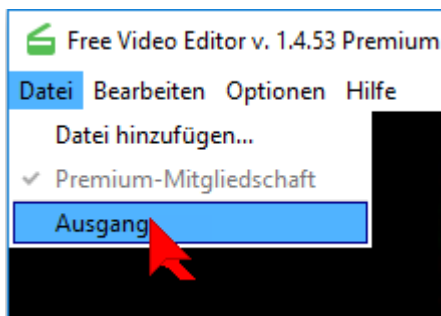 Free Video Editor v. 1.4.53 Premium
Datei Bearbeiten Optionen Hilfe
Datei hinzufügen...
Premium-Mitgliedschaft
Ausgang